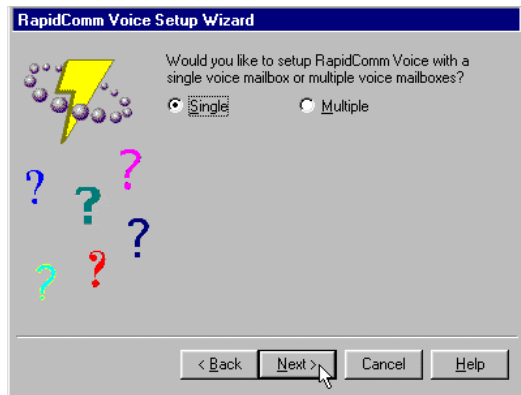 RapidComm Voice Setup Wizard
Would you like to setup RapidComm Voice with a
single voice mailbox or multiple voice mailboxes?
Single Multiple
? ? ? ? ? ?
< Back Next > Cancel Help